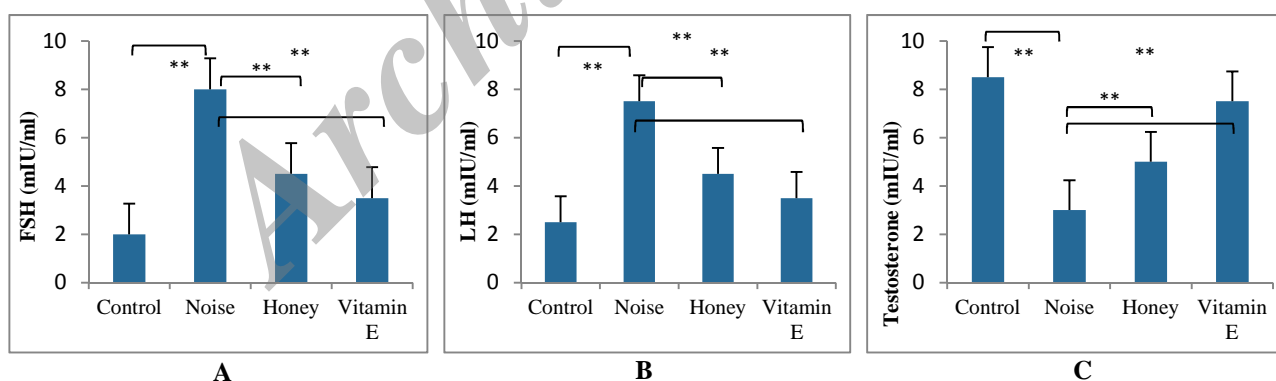 FSH (mIU/ml)
10
8
6
4
2
0
**
**
**
Control
Noise
Honey
Vitamin
E
A
LH (mIU/ml)
10
8
6
4
2
0
**
**
**
Control
Noise
Honey
Vitamin
E
B
Testosterone (mIU/ml)
10
8
6
4
2
0
**
**
**
Control
Noise
Honey
Vitamin
E
C